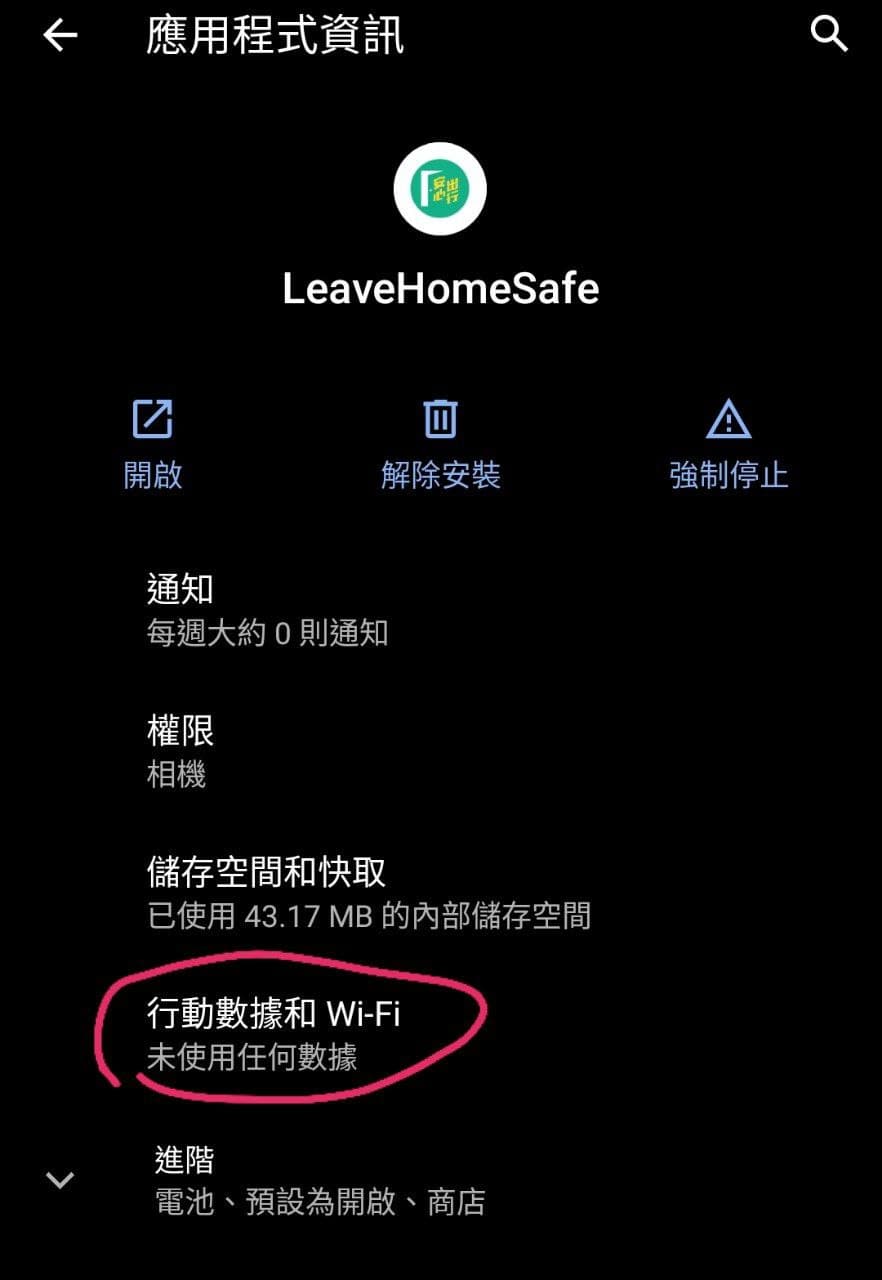 應用程式資訊
安出
心行
LeaveHomeSafe
開啟
解除安裝
強制停止
通知
每週大約 0 則通知
權限
相機
儲存空間和快取
已使用 43.17 MB 的內部儲存空間
行動數據和 Wi-Fi
未使用任何數據
進階
電池、預設為開啟、商店